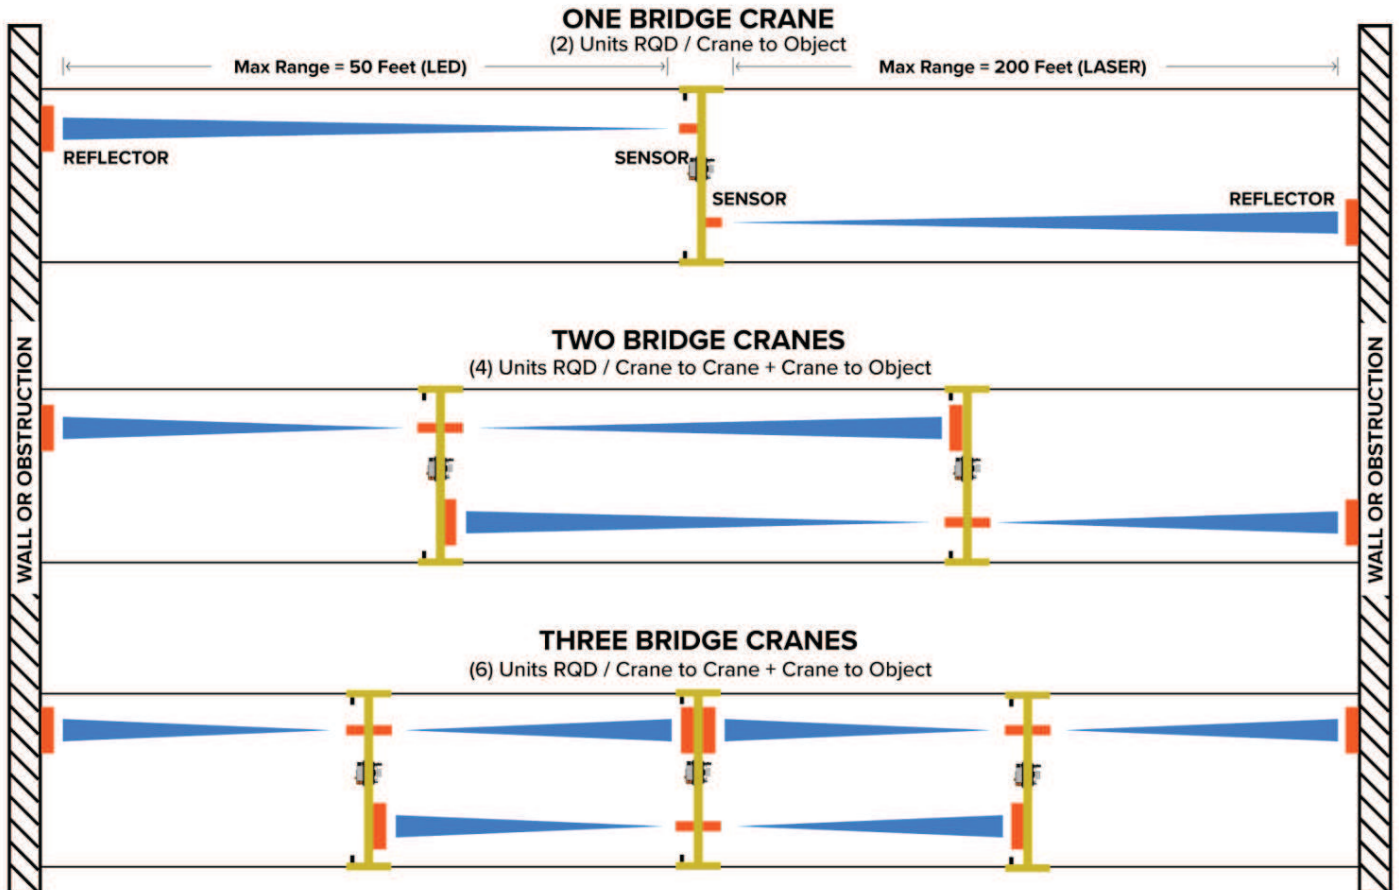 ONE BRIDGE CRANE
(2) Units RQD / Crane to Object
Max Range = 50 Feet (LED)
Max Range = 200 Feet (LASER)
REFLECTOR
SENSOR
SENSOR
REFLECTOR
TWO BRIDGE CRANES
(4) Units RQD / Crane to Crane + Crane to Object
WALL OR OBSTRUCTION
WALL OR OBSTRUCTION
THREE BRIDGE CRANES
(6) Units RQD / Crane to Crane + Crane to Object